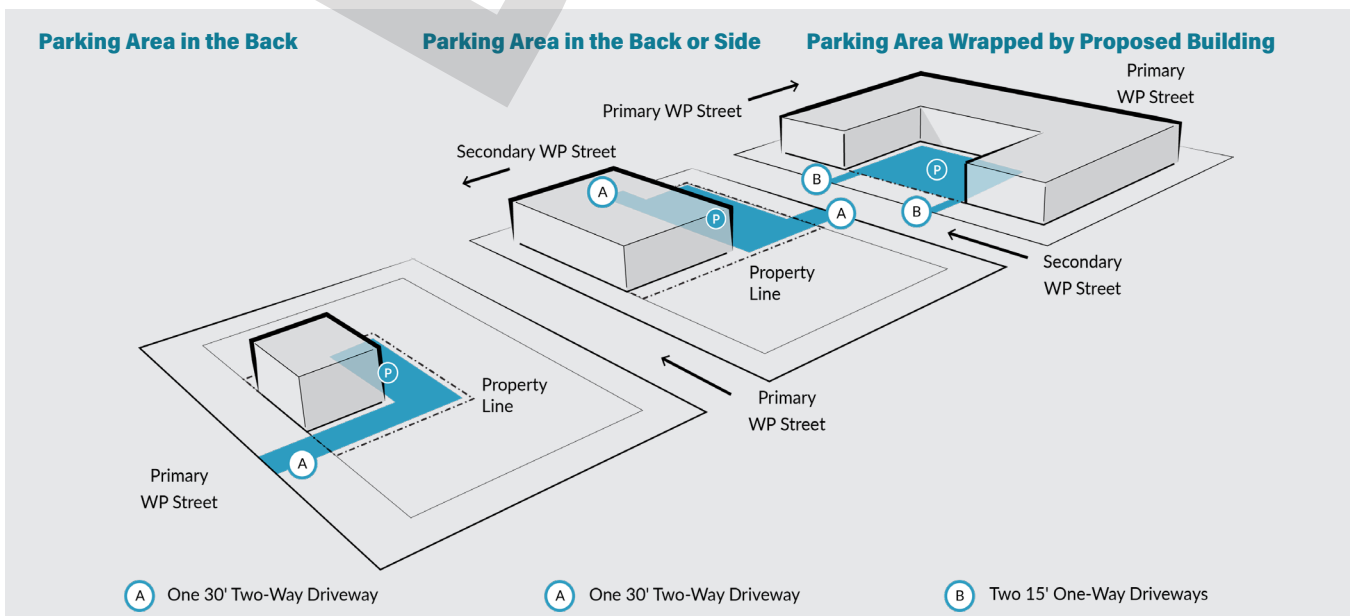 Parking Area in the Back
Parking Area in the Back or Side
Parking Area Wrapped by Proposed Building
Primary
WP Street
Primary WP Street
Secondary WP Street
A
P
A
B
P
B
Property
Line
Secondary
WP Street
P
Property
Line
Primary
WP Street
A
Primary
WP Street
A One 30' Two-Way Driveway
A One 30' Two-Way Driveway
B Two 15' One-Way Driveways